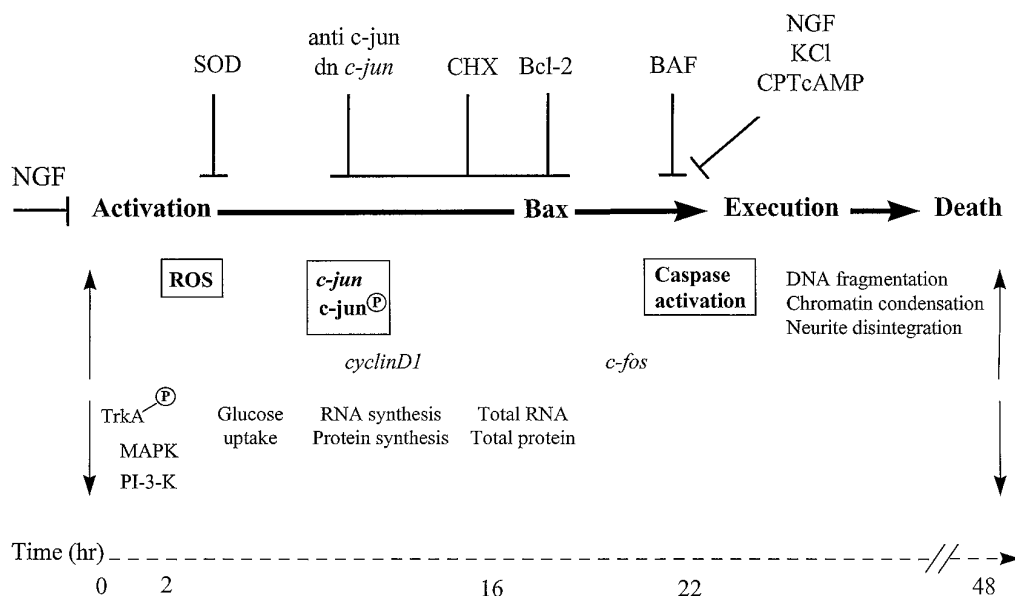 NGF
KCl
CPTcAMP
anti c-jun
dn c-jun
SOD
CHX
Bcl-2
BAF
NGF
Activation
Bax
Execution
Death
ROS
c-jun
c-jun P
Caspase
activation
DNA fragmentation
Chromatin condensation
Neurite disintegration
cyclinD1
c-fos
TrkA P
MAPK
PI-3-K
Glucose
uptake
RNA synthesis
Protein synthesis
Total RNA
Total protein
Time (hr)
0 2 16 22 48